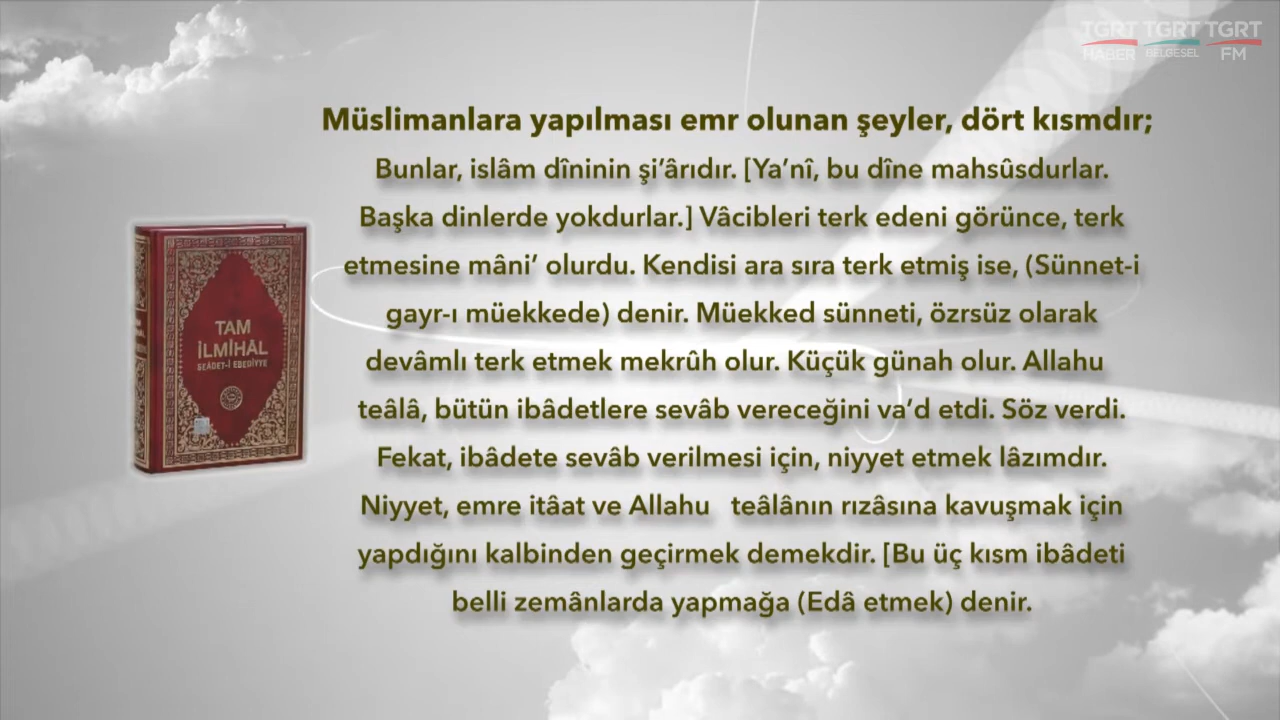 TGRT TGRT TGRT
HABER BELGESEL FM
Müslimanlara yapılması emr olunan şeyler, dört kısmdır;
Bunlar, islâm dîninin şi’ârıdır. [Ya’nî, bu dîne mahsûsdurlar.
Başka dinlerde yokdurlar.] Vâcibleri terk edeni görünce, terk
etmesine mâni’ olurdu. Kendisi ara sıra terk etmiş ise, (Sünnet-i
gayr-ı müekkede) denir. Müekked sünneti, özrsüz olarak
devâmlı terk etmek mekrûh olur. Küçük günah olur. Allahu
teâlâ, bütün ibâdetlere sevâb vereceğini va’d etdi. Söz verdi.
Fekat, ibâdete sevâb verilmesi için, niyyet etmek lâzımdır.
Niyyet, emre itâat ve Allahu teâlânın rızâsına kavuşmak için
yapdığını kalbinden geçirmek demekdir. [Bu üç kısm ibâdeti
belli zemânlarda yapmağa (Edâ etmek) denir.
TAM
İLMİHÂL
SEÂDET-İ EBEDİYYE